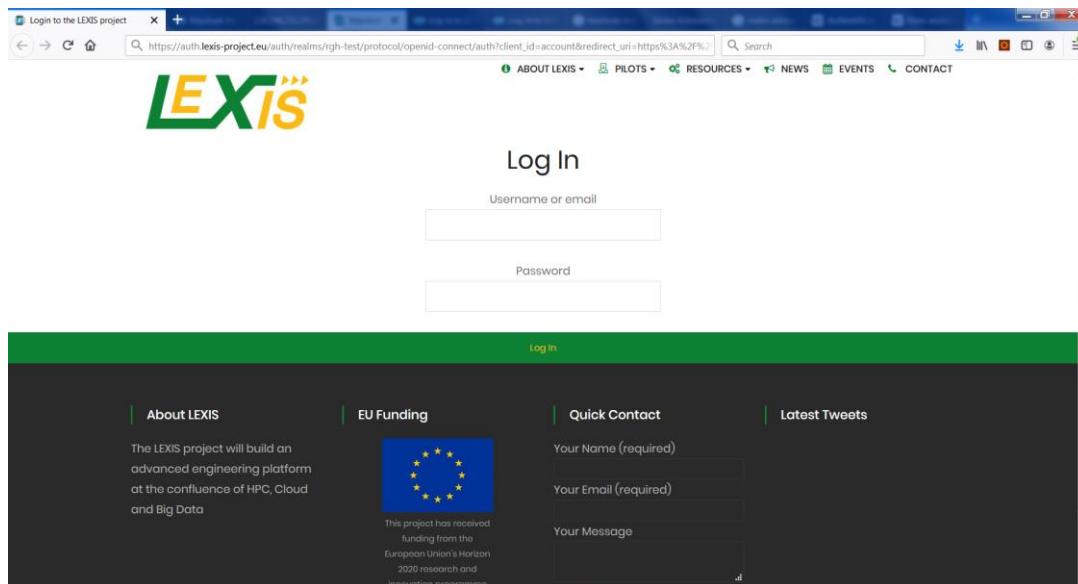 Login to the LEXIS project
https://auth.lexis-project.eu/auth/realms/rgh-test/protocol/openid-connect/auth?client_id=account&redirect_uri=https%3A%2F%2
Search
LEXIS
ABOUT LEXIS PILOTS RESOURCES NEWS EVENTS CONTACT
Log In
Username or email
Password
Log In
About LEXIS
The LEXIS project will build an
advanced engineering platform
at the confluence of HPC, Cloud
and Big Data
EU Funding
This project has received
funding from the
European Union's Horizon
2020 research and
innovation programme
Quick Contact
Your Name (required)
Your Email (required)
Your Message
Latest Tweets